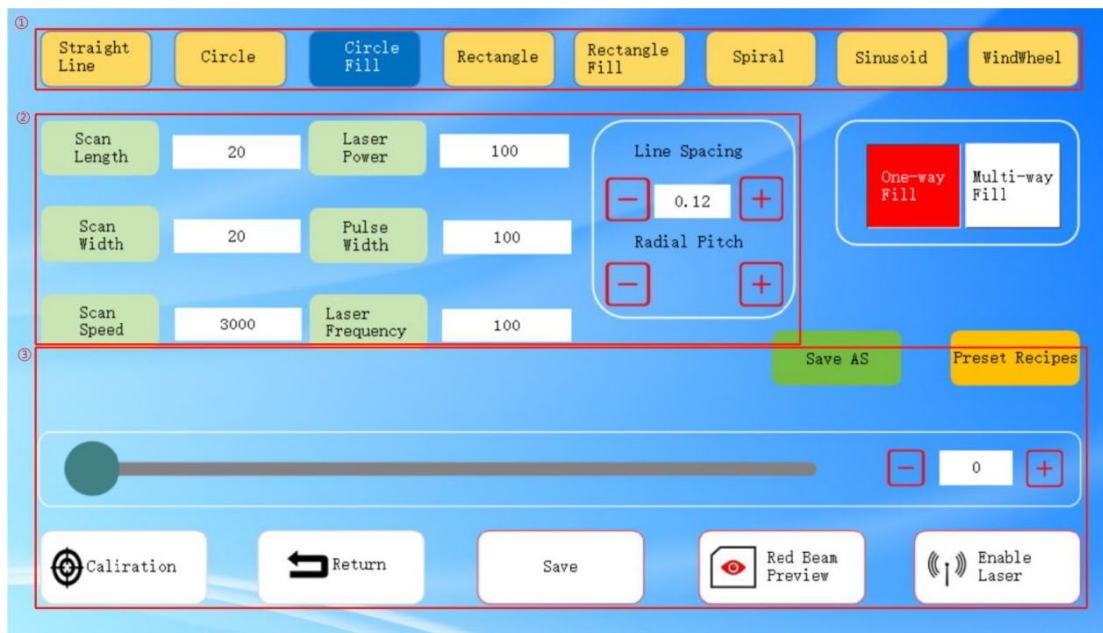 ①
Straight
Line
Circle
Circle
Fill
Rectangle
Rectangle
Fill
Spiral
Sinusoid
WindWheel
②
Scan
Length
20
Laser
Power
100
Line Spacing
0.12
One-way
Fill
Multi-way
Fill
Scan
Width
20
Pulse
Width
100
Radial Pitch
Scan
Speed
3000
Laser
Frequency
100
③
Save AS
Preset Recipes
0
Caliration
Return
Save
Red Beam
Preview
Enable
Laser